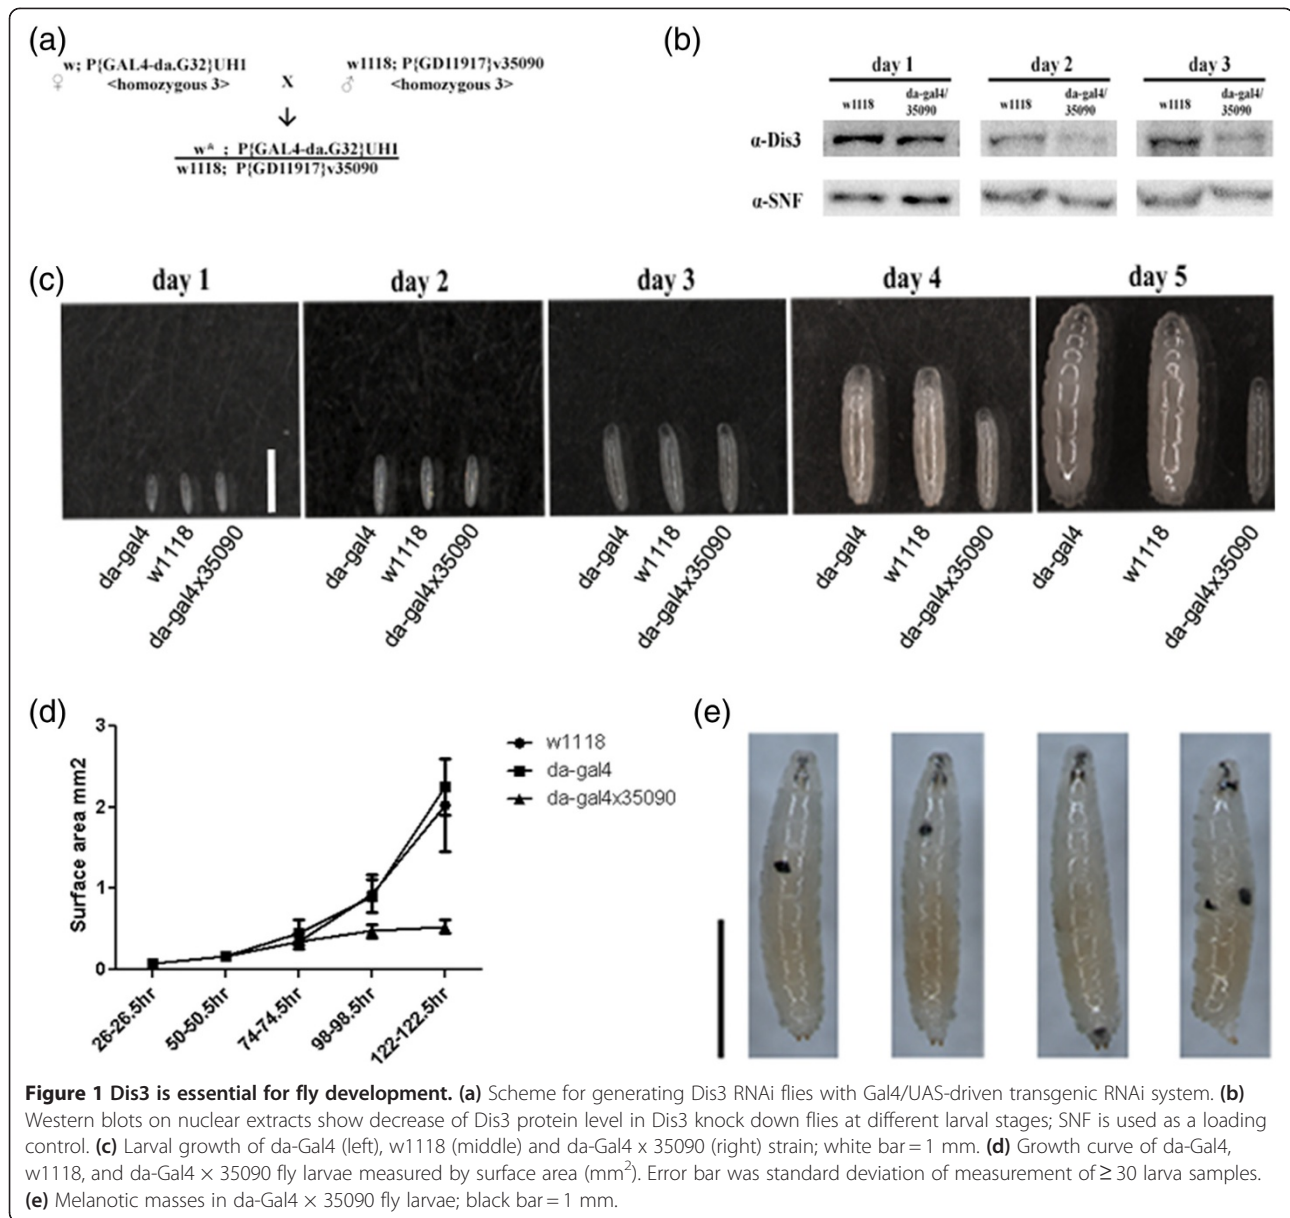 (a)
w; P{GAL4-da.G32}UH1 X w1118; P{GD11917}v35090
♀ <homozygous 3> ♂ <homozygous 3>
↓
w* ; P{GAL4-da.G32}UH1
w1118; P{GD11917}v35090
(b)
day 1 day 2 day 3
w1118 da-gal4/35090 w1118 da-gal4/35090 w1118 da-gal4/35090
α-Dis3
α-SNF
(c)
day 1 day 2 day 3 day 4 day 5
da-gal4 w1118 da-gal4x35090 da-gal4 w1118 da-gal4x35090 da-gal4 w1118 da-gal4x35090 da-gal4 w1118 da-gal4x35090 da-gal4 w1118 da-gal4x35090
(d)
Surface area mm2
3
2
1
0
26-26.5hr 50-50.5hr 74-74.5hr 98-98.5hr 122-122.5hr
w1118
da-gal4
da-gal4x35090
(e)
Figure 1 Dis3 is essential for fly development. (a) Scheme for generating Dis3 RNAi flies with Gal4/UAS-driven transgenic RNAi system. (b)
Western blots on nuclear extracts show decrease of Dis3 protein level in Dis3 knock down flies at different larval stages; SNF is used as a loading
control. (c) Larval growth of da-Gal4 (left), w1118 (middle) and da-Gal4 x 35090 (right) strain; white bar = 1 mm. (d) Growth curve of da-Gal4,
w1118, and da-Gal4 × 35090 fly larvae measured by surface area (mm²). Error bar was standard deviation of measurement of ≥ 30 larva samples.
(e) Melanotic masses in da-Gal4 × 35090 fly larvae; black bar = 1 mm.